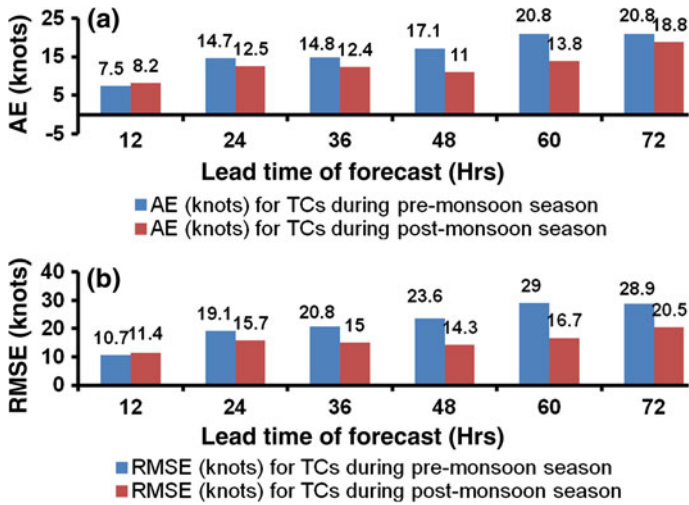 (a)
AE (knots)
25
15
5
-5
7.5 8.2 14.7 12.5 14.8 12.4 17.1 11 20.8 13.8 20.8 18.8
12 24 36 48 60 72
Lead time of forecast (Hrs)
AE (knots) for TCs during pre-monsoon season
AE (knots) for TCs during post-monsoon season
(b)
RMSE (knots)
40
30
20
10
0
10.7 11.4 19.1 15.7 20.8 15 23.6 14.3 29 16.7 28.9 20.5
12 24 36 48 60 72
Lead time of forecast (Hrs)
RMSE (knots) for TCs during pre-monsoon season
RMSE (knots) for TCs during post-monsoon season